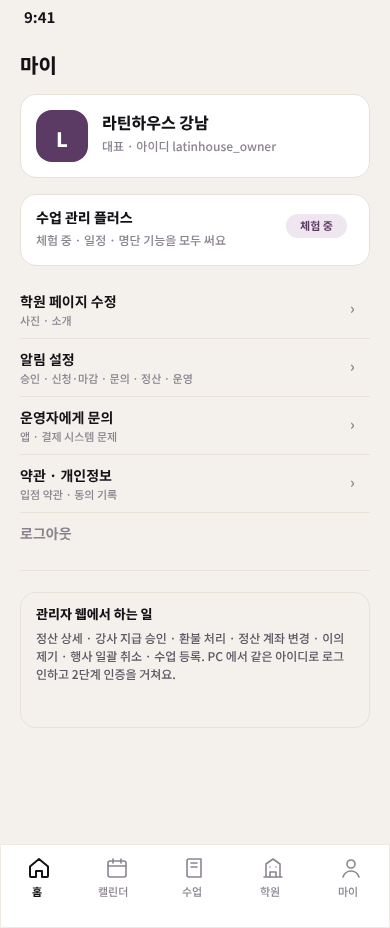 9:41
마이
L
라틴하우스 강남
대표 · 아이디 latinhouse_owner
수업 관리 플러스
체험 중 · 일정 · 명단 기능을 모두 써요
체험 중
학원 페이지 수정
사진 · 소개
›
알림 설정
승인 · 신청·마감 · 문의 · 정산 · 운영
›
운영자에게 문의
앱 · 결제 시스템 문제
›
약관 · 개인정보
입점 약관 · 동의 기록
›
로그아웃
관리자 웹에서 하는 일
정산 상세 · 강사 지급 승인 · 환불 처리 · 정산 계좌 변경 · 이의
제기 · 행사 일괄 취소 · 수업 등록. PC 에서 같은 아이디로 로그
인하고 2단계 인증을 거쳐요.
홈
캘린더
수업
학원
마이